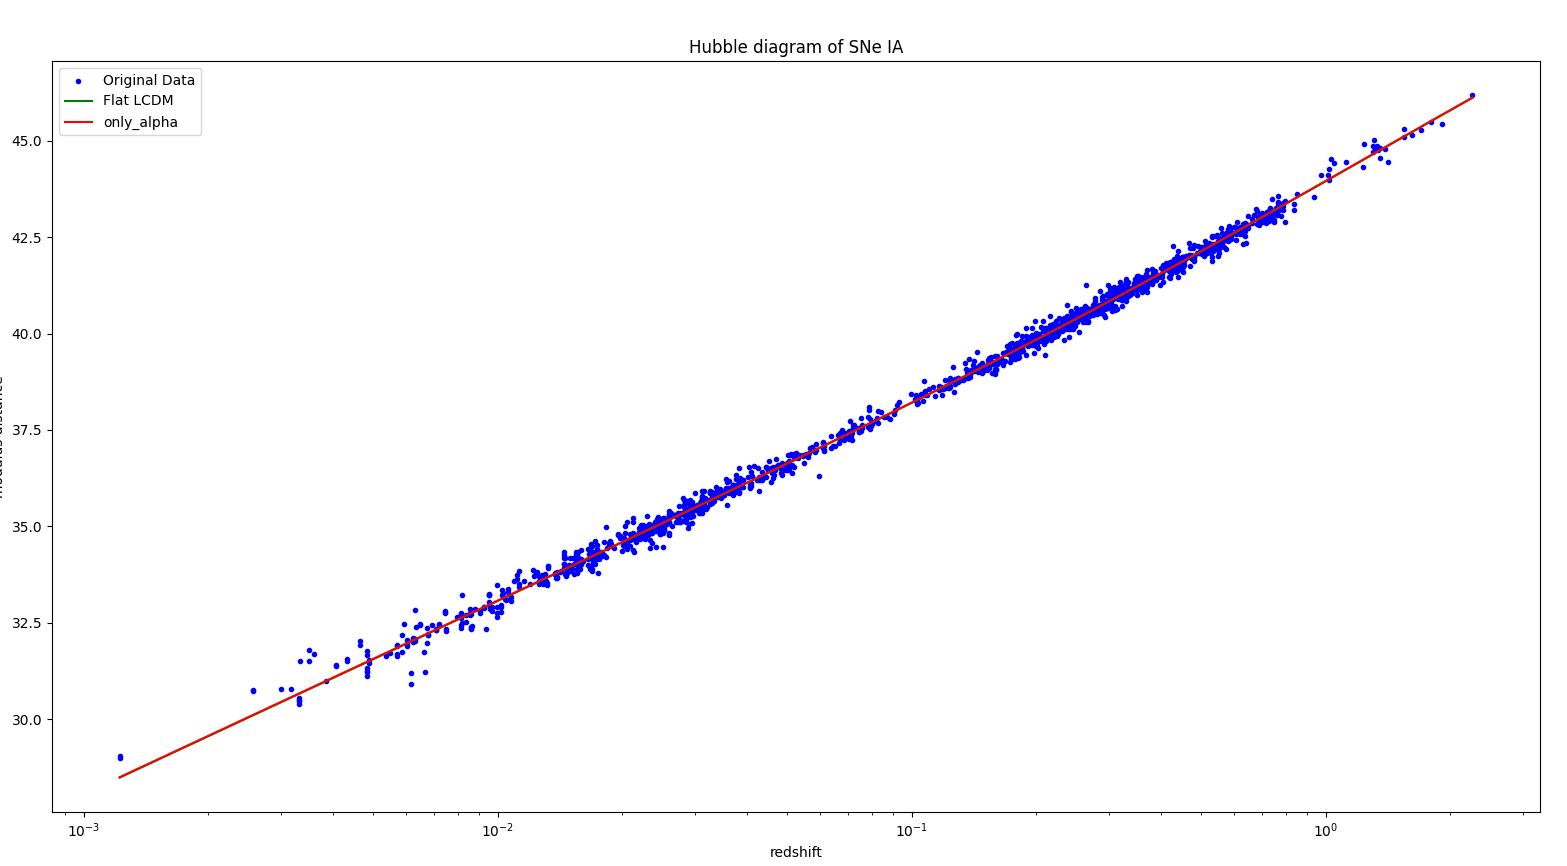 Hubble diagram of SNe IA
Original Data
Flat LCDM
only_alpha
45.0
42.5
40.0
37.5
35.0
32.5
30.0
10⁻³
10⁻²
10⁻¹
10⁰
redshift